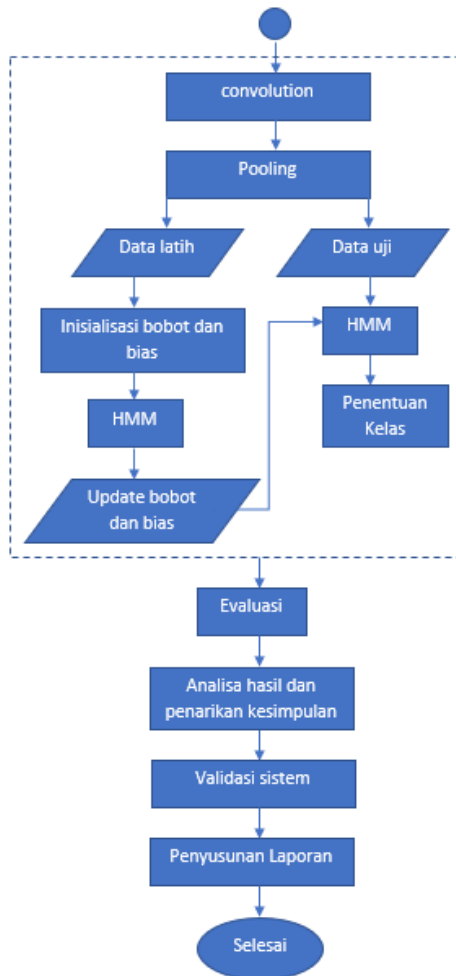 convolution
Pooling
Data latih
Data uji
Inisialisasi bobot dan
bias
HMM
HMM
Penentuan
Kelas
Update bobot
dan bias
Evaluasi
Analisa hasil dan
penarikan kesimpulan
Validasi sistem
Penyusunan Laporan
Selesai